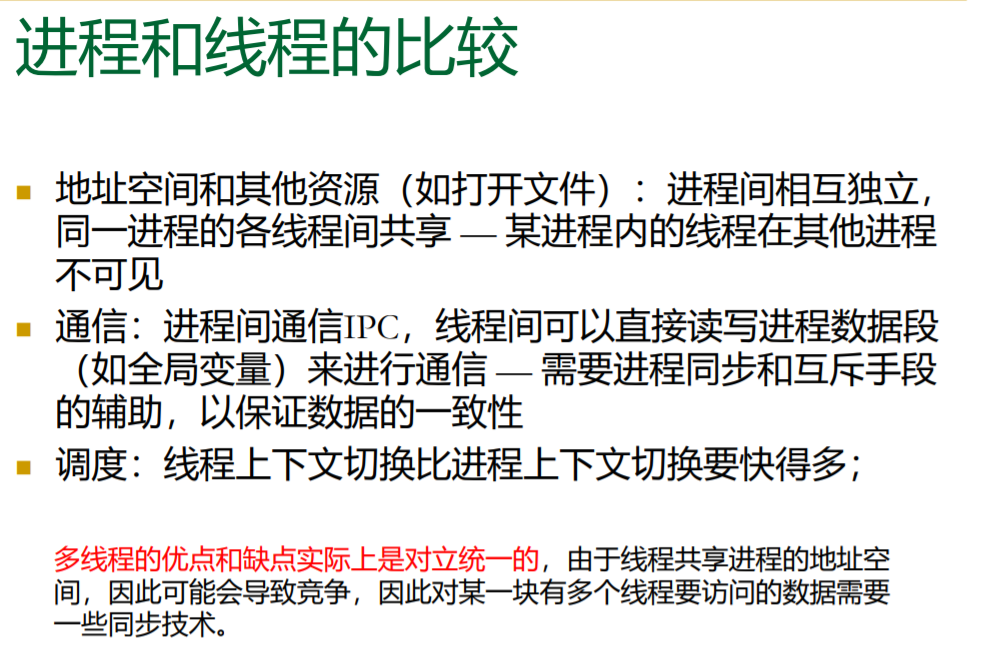 进程和线程的比较
地址空间和其他资源（如打开文件）：进程间相互独立，
同一进程的各线程间共享 — 某进程内的线程在其他进程
不可见
通信：进程间通信IPC，线程间可以直接读写进程数据段
（如全局变量）来进行通信 — 需要进程同步和互斥手段
的辅助，以保证数据的一致性
调度：线程上下文切换比进程上下文切换要快得多；
多线程的优点和缺点实际上是对立统一的，由于线程共享进程的地址空
间，因此可能会导致竞争，因此对某一块有多个线程要访问的数据需要
一些同步技术。